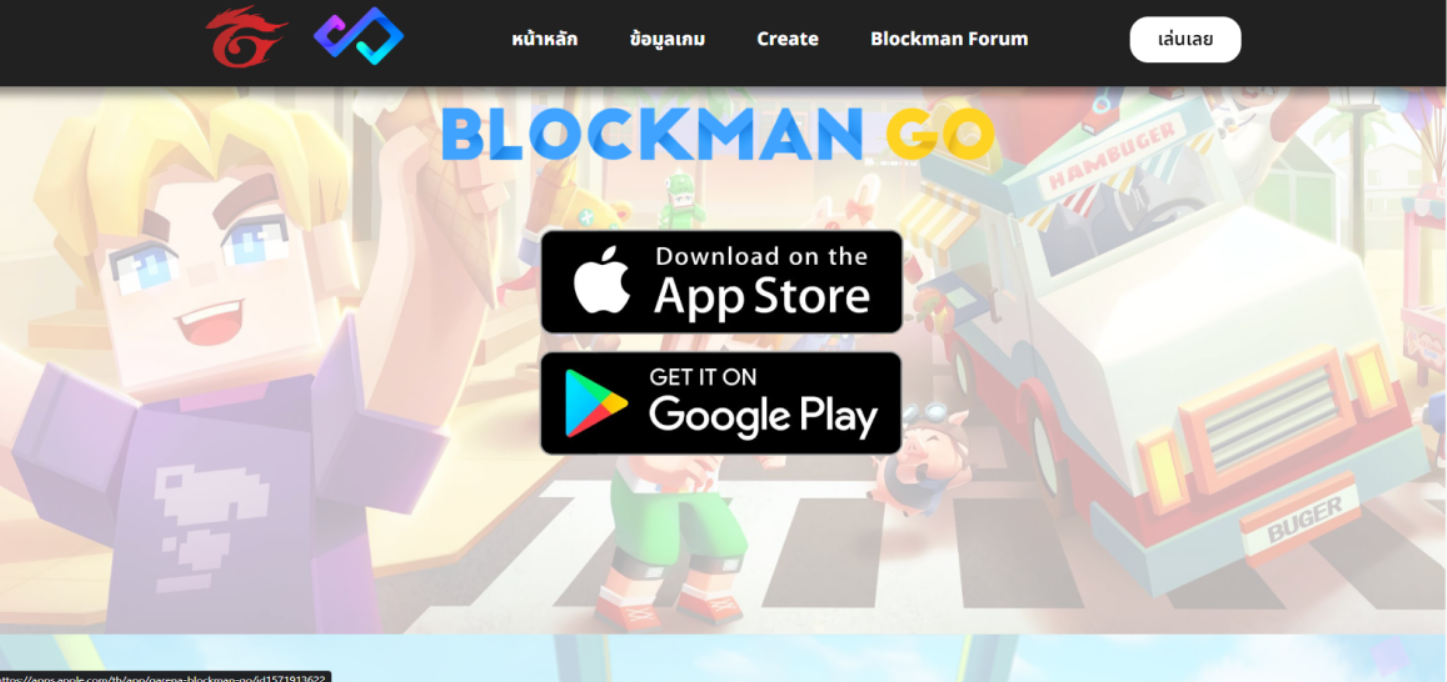 หน้าหลัก
ข้อมูลเกม
Create
Blockman Forum
เล่นเลย
BLOCKMAN GO
HAMBUGER
Download on the
App Store
GET IT ON
Google Play
BUGER
https://apps.apple.com/th/app/garena-blockman-go/id1571913622